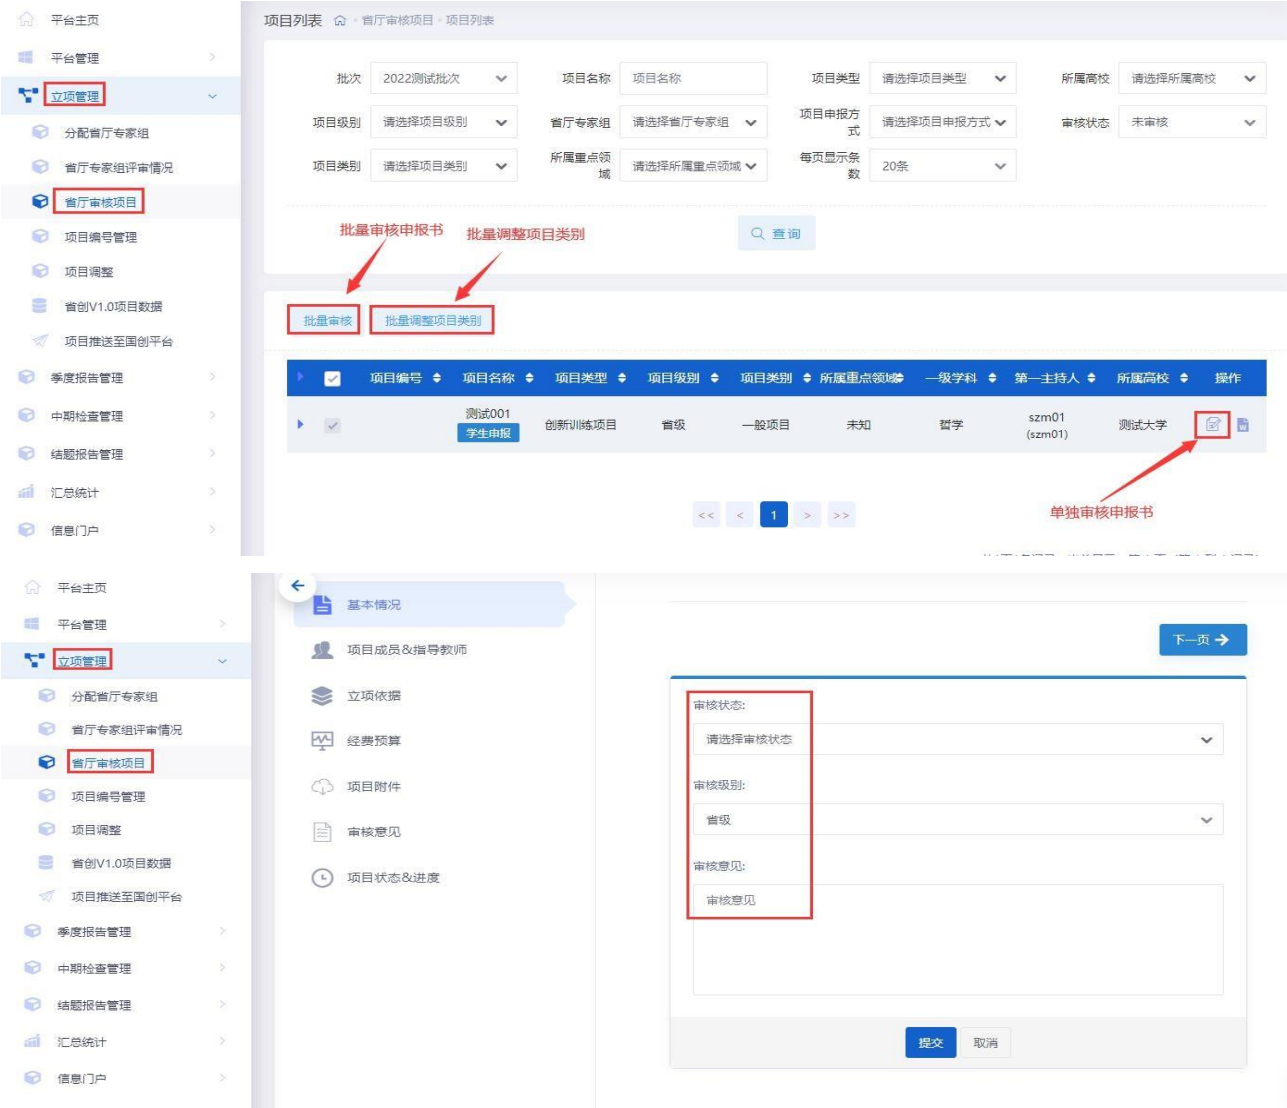 平台主页
平台管理
立项管理
分配省厅专家组
省厅专家组评审情况
省厅审核项目
项目编号管理
项目调整
省创V1.0项目数据
项目推送至国创平台
季度报告管理
中期检查管理
结题报告管理
汇总统计
信息门户
项目列表 - 省厅审核项目 - 项目列表
批次 2022测试批次 项目名称 项目名称 项目类型 请选择项目类型 所属高校 请选择所属高校
项目级别 请选择项目级别 省厅专家组 请选择省厅专家组 项目申报方式 请选择项目申报方式 审核状态 未审核
项目类别 请选择项目类别 所属重点领域 请选择所属重点领域 每页显示条数 20条
批量审核申报书 批量调整项目类别 查询
批量审核 批量调整项目类别
项目编号 项目名称 项目类型 项目级别 项目类别 所属重点领域 一级学科 第一主持人 所属高校 操作
测试001 学生申报 创新训练项目 省级 一般项目 未知 哲学 szm01 (szm01) 测试大学
<< < 1 > >>
单独审核申报书
平台主页
平台管理
立项管理
分配省厅专家组
省厅专家组评审情况
省厅审核项目
项目编号管理
项目调整
省创V1.0项目数据
项目推送至国创平台
季度报告管理
中期检查管理
结题报告管理
汇总统计
信息门户
基本情况
项目成员&指导教师
立项依据
经费预算
项目附件
审核意见
项目状态&进度
下一页
审核状态:
请选择审核状态
审核级别:
省级
审核意见:
审核意见
提交 取消